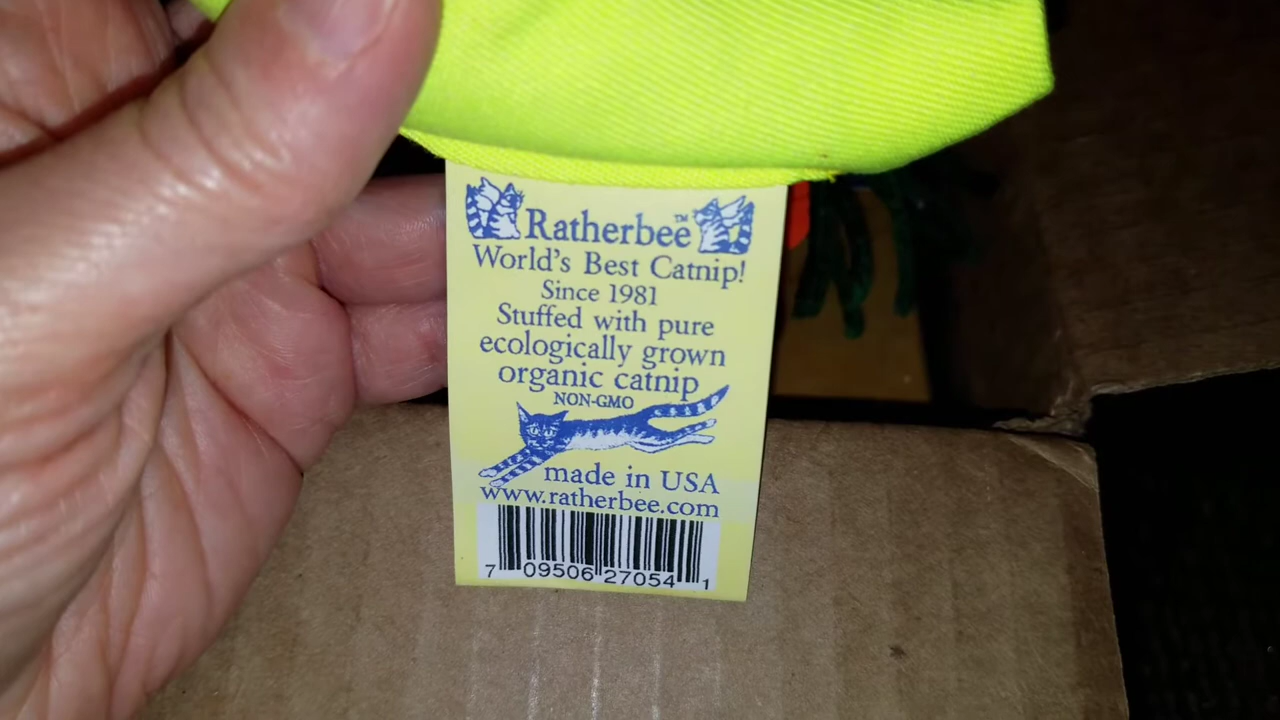 Ratherbee™
World's Best Catnip!
Since 1981
Stuffed with pure
ecologically grown
organic catnip
NON-GMO
made in USA
www.ratherbee.com
7 09506 27054 1